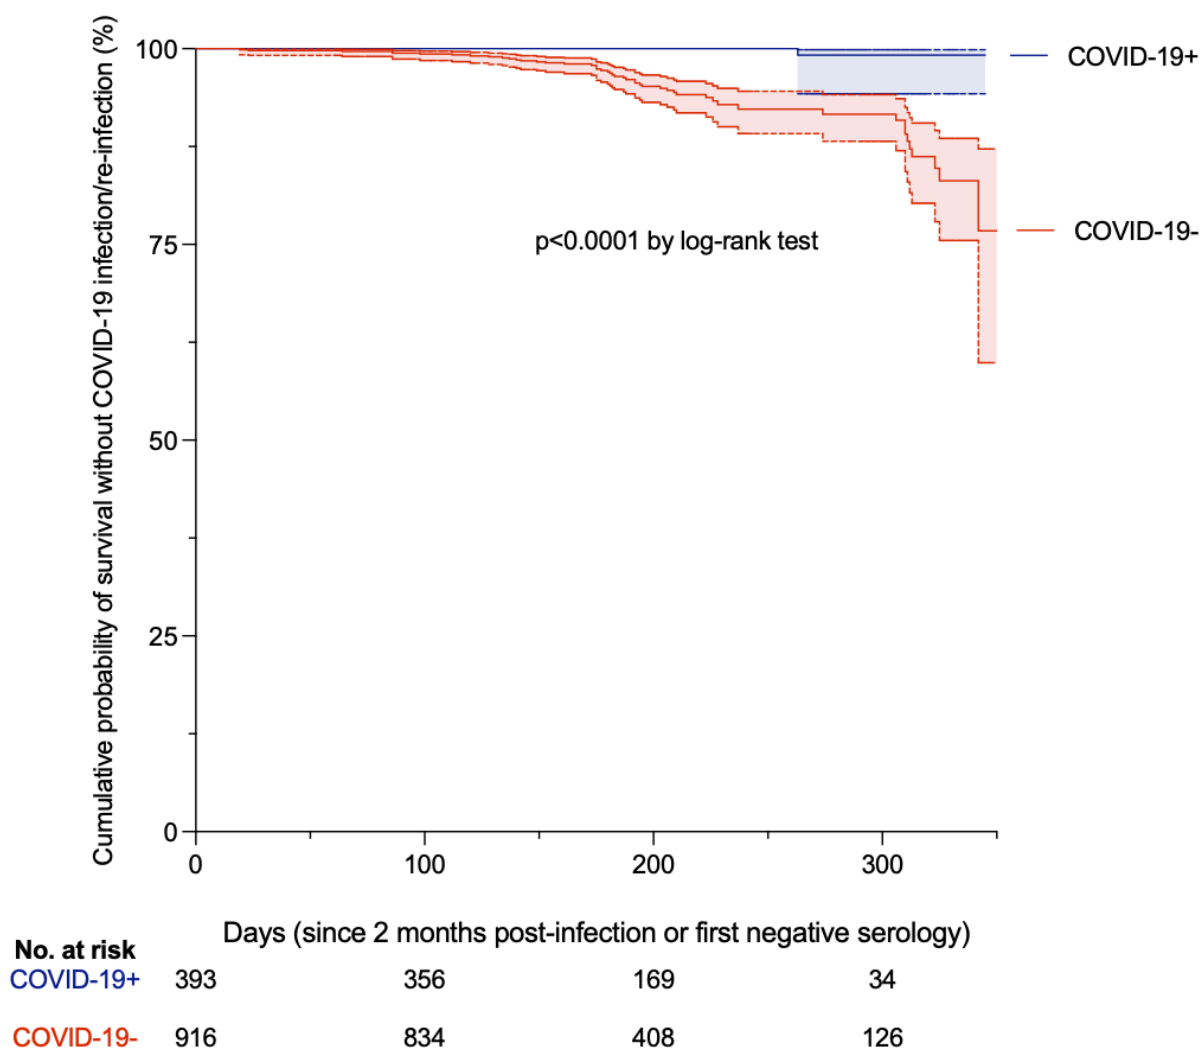 Cumulative probability of survival without COVID-19 infection/re-infection (%)
100
75
50
25
0
COVID-19+
COVID-19-
p<0.0001 by log-rank test
0 100 200 300
Days (since 2 months post-infection or first negative serology)
No. at risk
COVID-19+ 393 356 169 34
COVID-19- 916 834 408 126